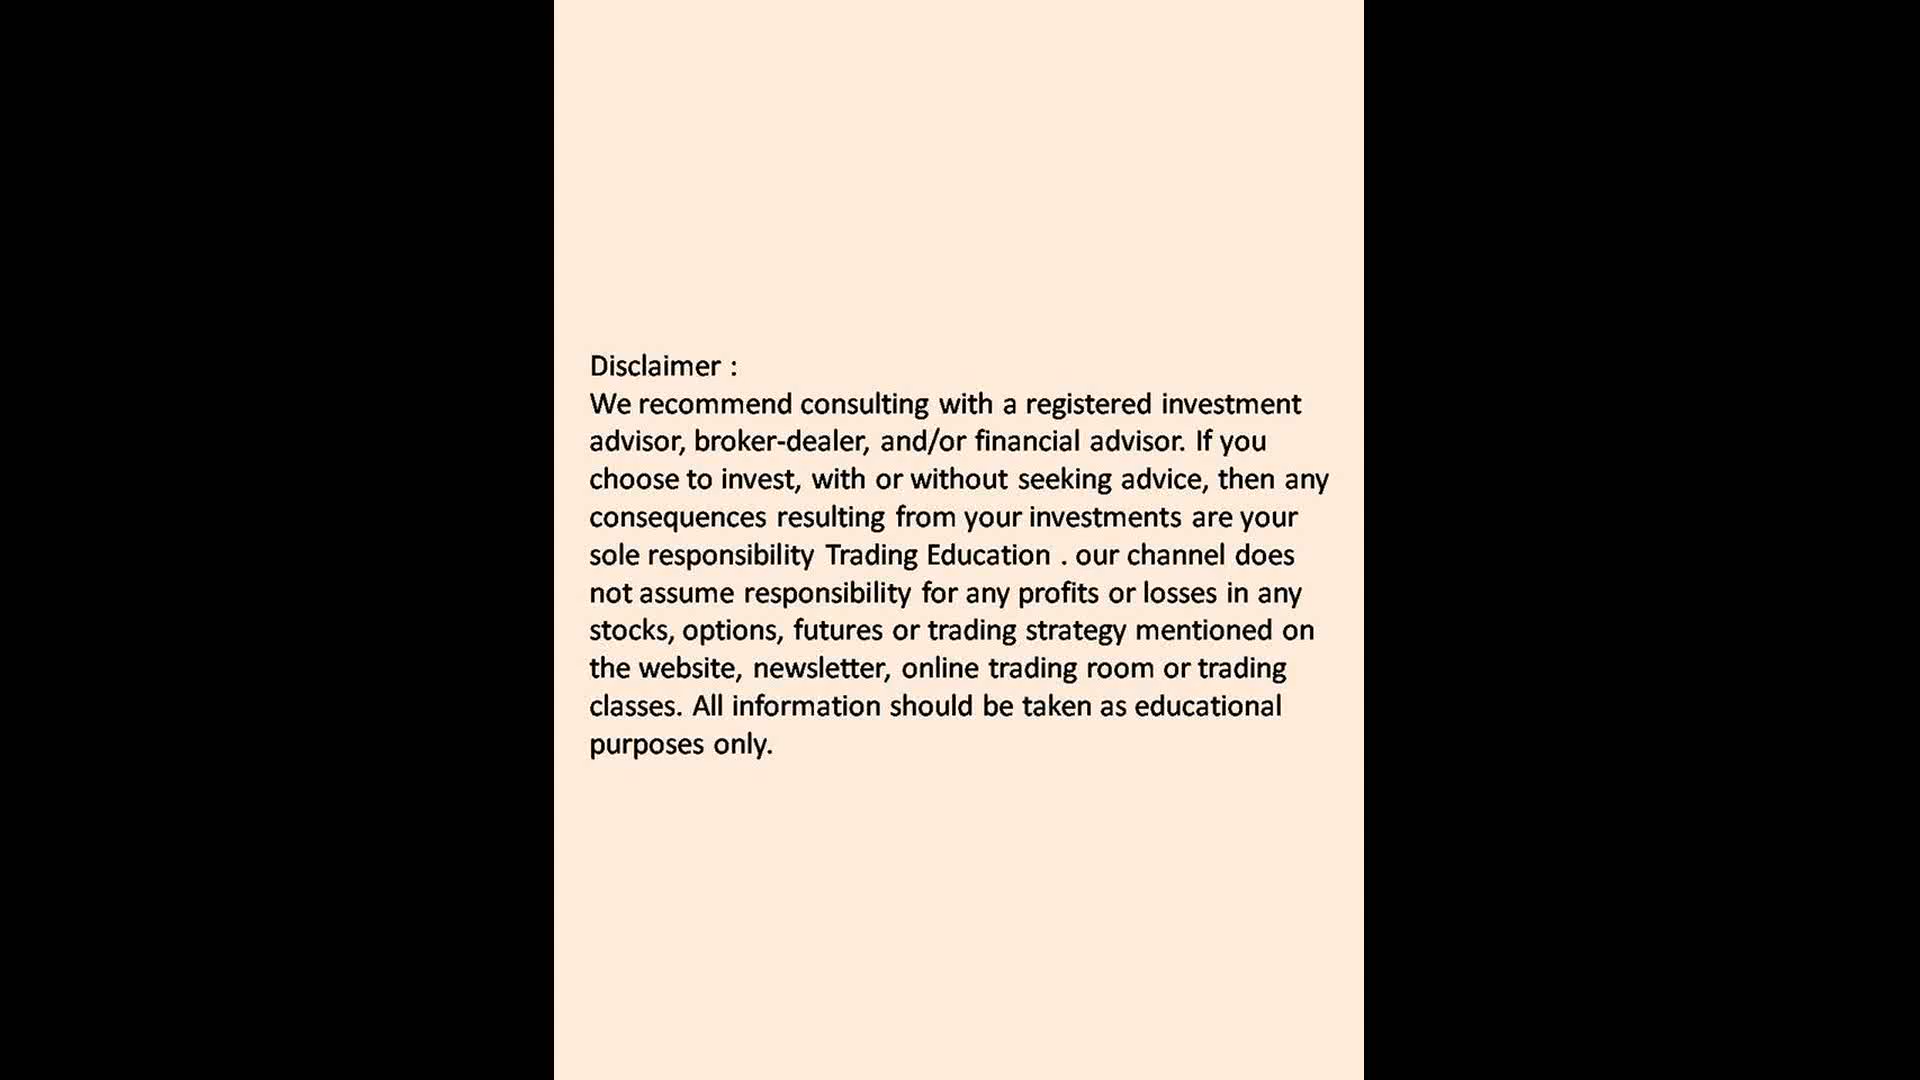 Disclaimer :
We recommend consulting with a registered investment
advisor, broker-dealer, and/or financial advisor. If you
choose to invest, with or without seeking advice, then any
consequences resulting from your investments are your
sole responsibility Trading Education . our channel does
not assume responsibility for any profits or losses in any
stocks, options, futures or trading strategy mentioned on
the website, newsletter, online trading room or trading
classes. All information should be taken as educational
purposes only.